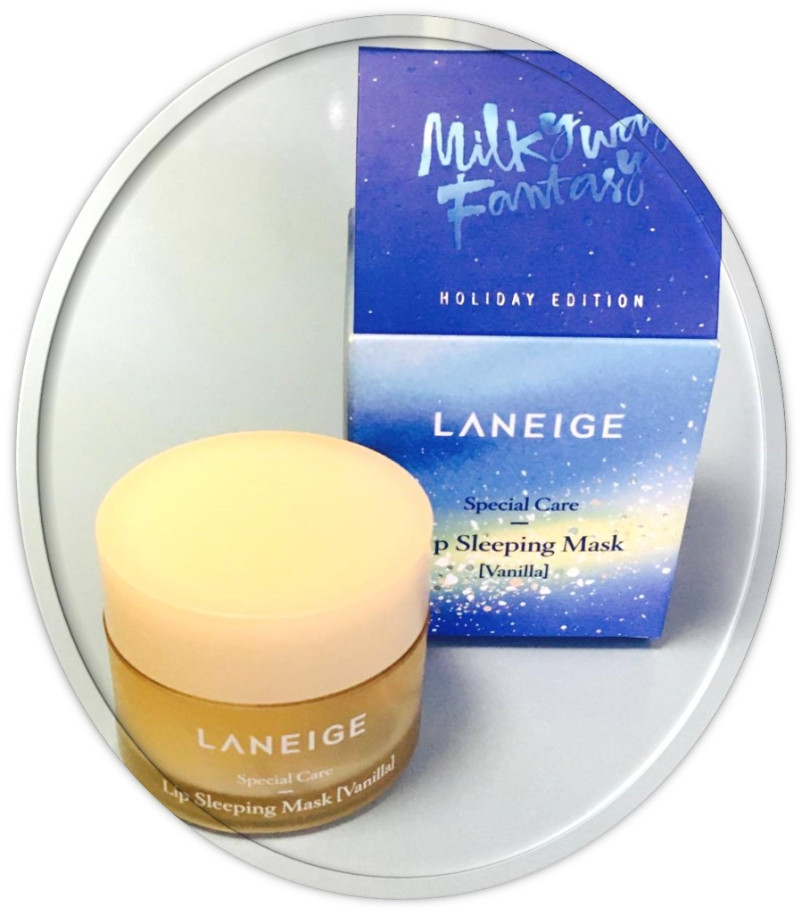 Milky way
Fantasy
HOLIDAY EDITION
LANEIGE
Special Care
p Sleeping Mask
[Vanilla]
LANEIGE
Special Care
Lip Sleeping Mask [Vanilla]